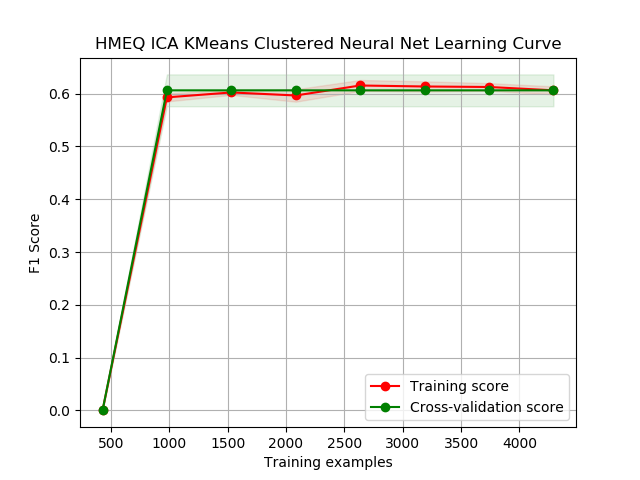 HMEQ ICA KMeans Clustered Neural Net Learning Curve
0.6
0.5
0.4
0.3
0.2
0.1
0.0
F1 Score
Training score
Cross-validation score
500 1000 1500 2000 2500 3000 3500 4000
Training examples